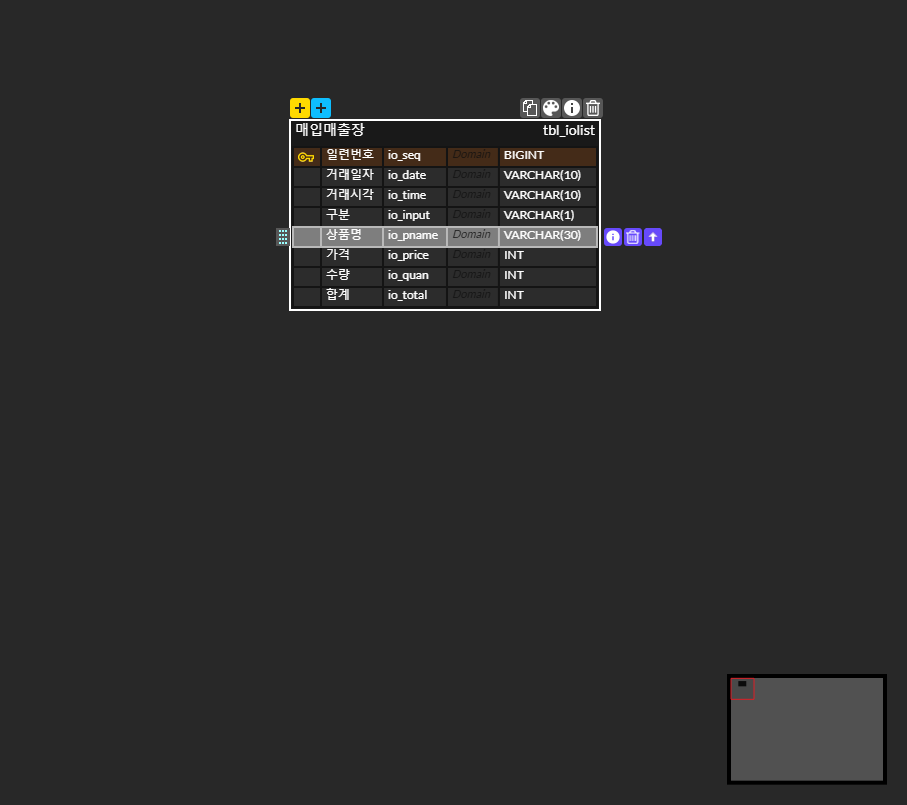 매입매출장 tbl_iolist
일련번호 io_seq Domain BIGINT
거래일자 io_date Domain VARCHAR(10)
거래시각 io_time Domain VARCHAR(10)
구분 io_input Domain VARCHAR(1)
상품명 io_pname Domain VARCHAR(30)
가격 io_price Domain INT
수량 io_quan Domain INT
합계 io_total Domain INT